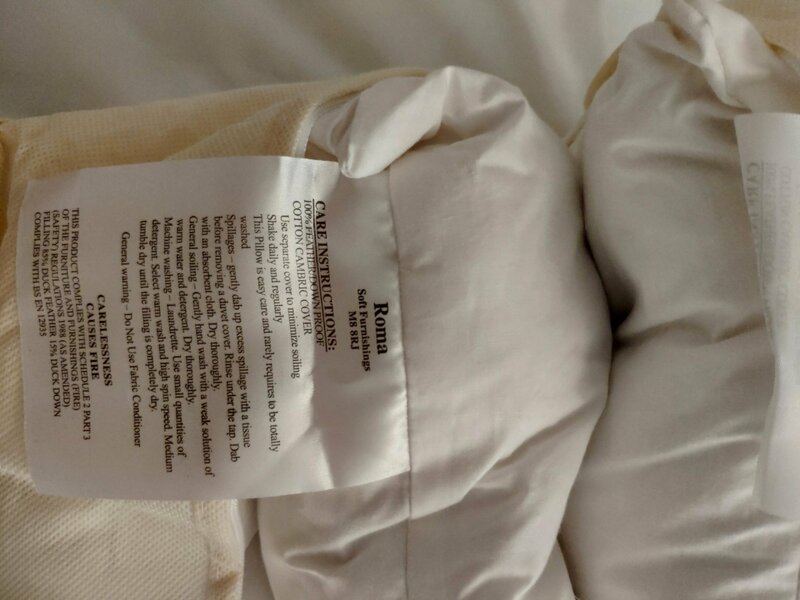 Roma
Soft Furnishings
M8 8RJ
CARE INSTRUCTIONS:
100% FEATHER/DOWN PROOF
COTTON CAMBRIC COVER
Use separate cover to minimize soiling
Shake daily and regularly
This Pillow is easy care and rarely requires to be totally
washed
Spillages – gently dab up excess spillage with a tissue
before removing a duvet cover. Rinse under the tap. Dab
with an absorbent cloth. Dry thoroughly.
General soiling – Gently hand wash with a weak solution of
warm water and detergent. Dry thoroughly.
Machine washing – Laundrette. Use small quantities of
detergent. Select warm wash and high spin speed. Medium
tumble dry until the filling is completely dry.
General warning – Do Not Use Fabric Conditioner
CARELESSNESS
CAUSES FIRE
THIS PRODUCT COMPLIES WITH SCHEDULE 2 PART 3
OF THE FURNITURE AND FURNISHINGS (FIRE)
(SAFETY) REGULATIONS 1988 (AS AMENDED)
FILLING 85% DUCK FEATHER 15% DUCK DOWN
COMPLIES WITH BS EN 12935